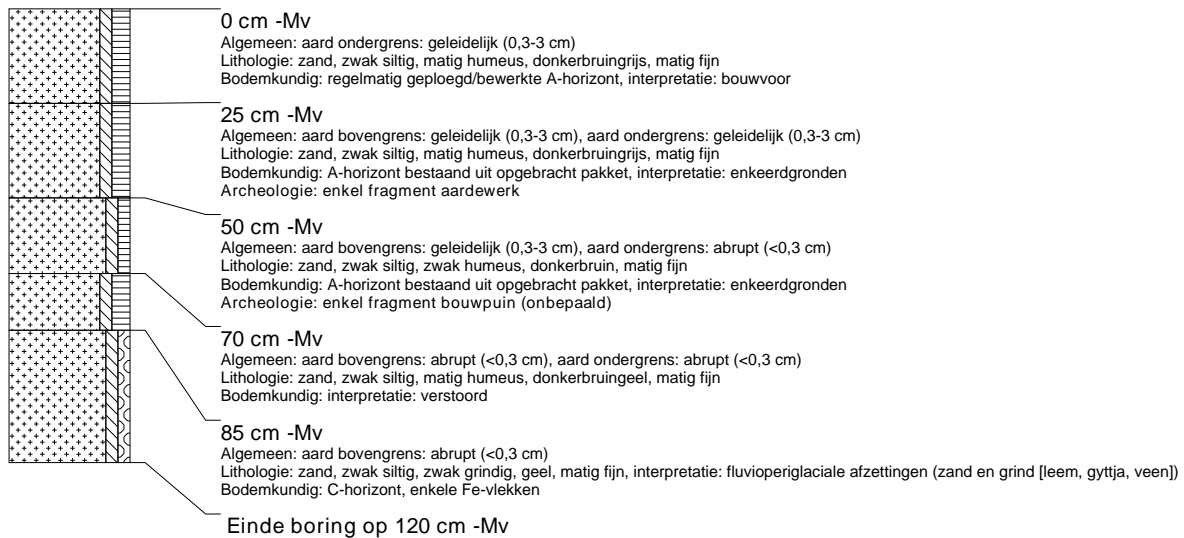 0 cm -Mv
Algemeen: aard ondergrens: geleidelijk (0,3-3 cm)
Lithologie: zand, zwak siltig, matig humeus, donkerbruingrijs, matig fijn
Bodemkundig: regelmatig geploegd/bewerkte A-horizont, interpretatie: bouwvoor
25 cm -Mv
Algemeen: aard bovengrens: geleidelijk (0,3-3 cm), aard ondergrens: geleidelijk (0,3-3 cm)
Lithologie: zand, zwak siltig, matig humeus, donkerbruingrijs, matig fijn
Bodemkundig: A-horizont bestaand uit opgebracht pakket, interpretatie: enkeerdgronden
Archeologie: enkel fragment aardewerk
50 cm -Mv
Algemeen: aard bovengrens: geleidelijk (0,3-3 cm), aard ondergrens: abrupt (<0,3 cm)
Lithologie: zand, zwak siltig, zwak humeus, donkerbruin, matig fijn
Bodemkundig: A-horizont bestaand uit opgebracht pakket, interpretatie: enkeerdgronden
Archeologie: enkel fragment bouwpuin (onbepaald)
70 cm -Mv
Algemeen: aard bovengrens: abrupt (<0,3 cm), aard ondergrens: abrupt (<0,3 cm)
Lithologie: zand, zwak siltig, matig humeus, donkerbruingeel, matig fijn
Bodemkundig: interpretatie: verstoord
85 cm -Mv
Algemeen: aard bovengrens: abrupt (<0,3 cm)
Lithologie: zand, zwak siltig, zwak grindig, geel, matig fijn, interpretatie: fluvioperiglaciale afzettingen (zand en grind [leem, gyttja, veen])
Bodemkundig: C-horizont, enkele Fe-vlekken
Einde boring op 120 cm -Mv